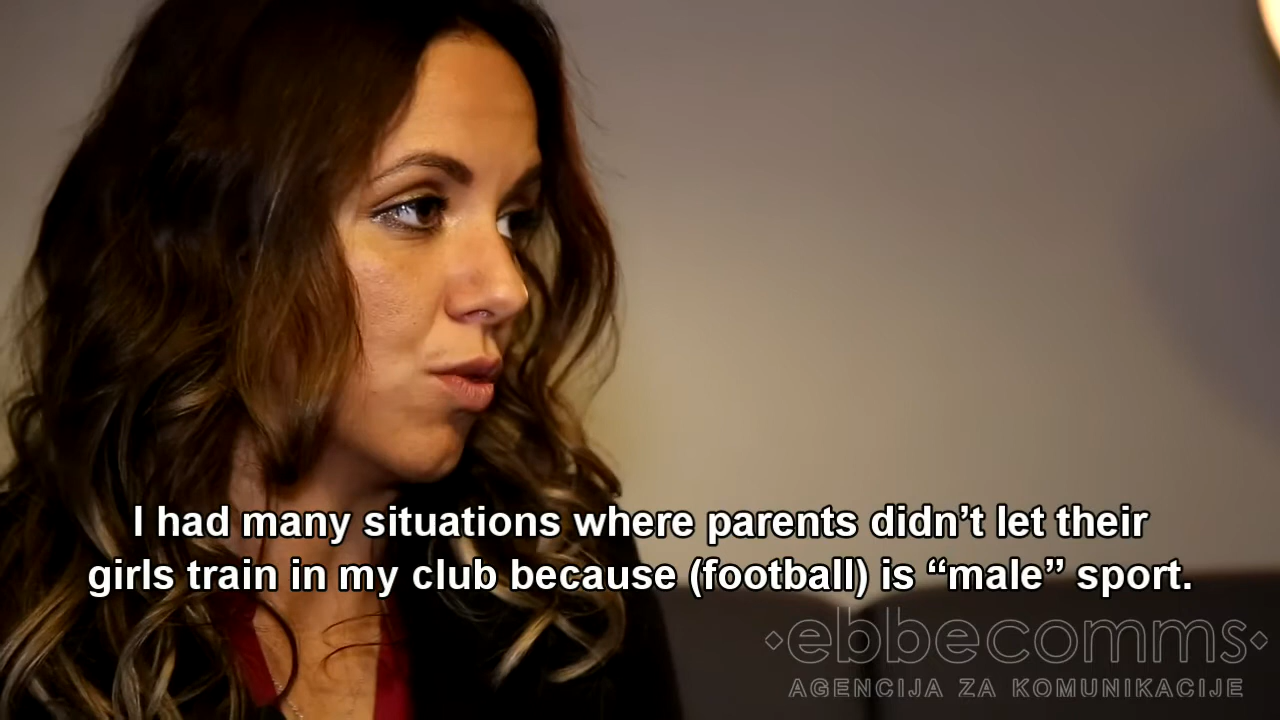 I had many situations where parents didn’t let their
girls train in my club because (football) is “male” sport.
·ebbecomms·
AGENCIJA ZA KOMUNIKACIJE